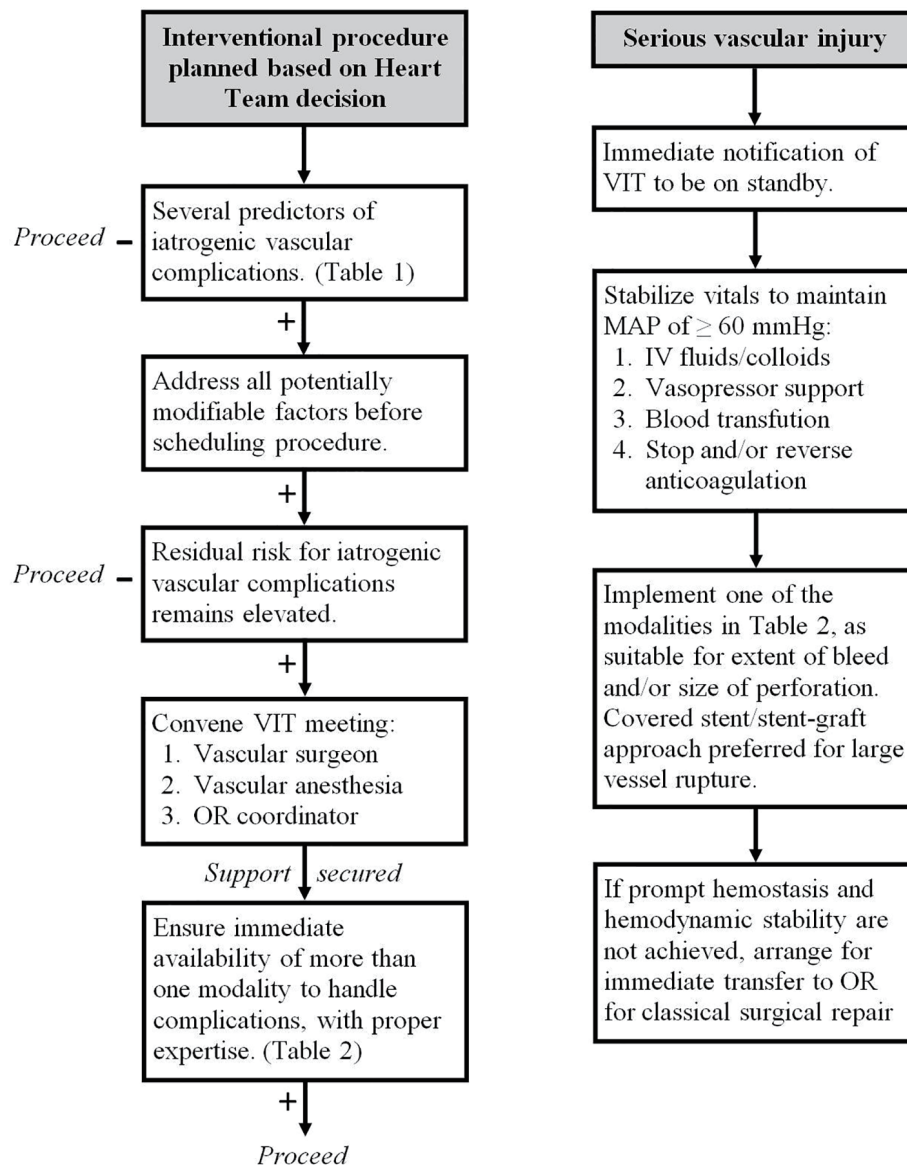 Interventional procedure
planned based on Heart
Team decision
Several predictors of
iatrogenic vascular
complications. (Table 1)
Proceed –
+
Address all potentially
modifiable factors before
scheduling procedure.
+
Residual risk for iatrogenic
vascular complications
remains elevated.
Proceed –
+
Convene VIT meeting:
1. Vascular surgeon
2. Vascular anesthesia
3. OR coordinator
Support secured
Ensure immediate
availability of more than
one modality to handle
complications, with proper
expertise. (Table 2)
+
Proceed
Serious vascular injury
Immediate notification of
VIT to be on standby.
Stabilize vitals to maintain
MAP of ≥ 60 mmHg:
1. IV fluids/colloids
2. Vasopressor support
3. Blood transfution
4. Stop and/or reverse
anticoagulation
Implement one of the
modalities in Table 2, as
suitable for extent of bleed
and/or size of perforation.
Covered stent/stent-graft
approach preferred for large
vessel rupture.
If prompt hemostasis and
hemodynamic stability are
not achieved, arrange for
immediate transfer to OR
for classical surgical repair